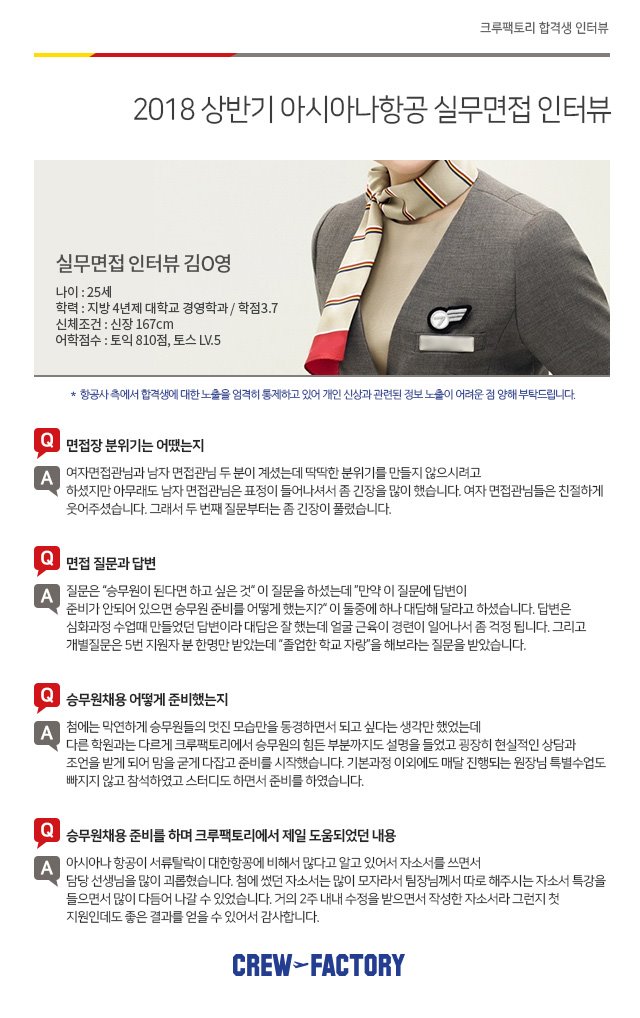 크루팩토리 합격생 인터뷰
2018 상반기 아시아나항공 실무면접 인터뷰
실무면접 인터뷰 김O영
나이 : 25세
학력 : 지방 4년제 대학교 경영학과 / 학점3.7
신체조건 : 신장 167cm
어학점수 : 토익 810점, 토스 LV.5
* 항공사 측에서 합격생에 대한 노출을 엄격히 통제하고 있어 개인 신상과 관련된 정보 노출이 어려운 점 양해 부탁드립니다.
Q 면접장 분위기는 어땠는지
A 여자면접관님과 남자 면접관님 두 분이 계셨는데 딱딱한 분위기를 만들지 않으시려고
하셨지만 아무래도 남자 면접관님은 표정이 들어나셔서 좀 긴장을 많이 했습니다. 여자 면접관님들은 친절하게
웃어주셨습니다. 그래서 두 번째 질문부터는 좀 긴장이 풀렸습니다.
Q 면접 질문과 답변
A 질문은 “승무원이 된다면 하고 싶은 것“ 이 질문을 하셨는데 ”만약 이 질문에 답변이
준비가 안되어 있으면 승무원 준비를 어떻게 했는지?“ 이 둘중에 하나 대답해 달라고 하셨습니다. 답변은
심화과정 수업때 만들었던 답변이라 대답은 잘 했는데 얼굴 근육이 경련이 일어나서 좀 걱정 됩니다. 그리고
개별질문은 5번 지원자 분 한명만 받았는데 “졸업한 학교 자랑”을 해보라는 질문을 받았습니다.
Q 승무원채용 어떻게 준비했는지
A 첨에는 막연하게 승무원들의 멋진 모습만을 동경하면서 되고 싶다는 생각만 했었는데
다른 학원과는 다르게 크루팩토리에서 승무원의 힘든 부분까지도 설명을 들었고 굉장히 현실적인 상담과
조언을 받게 되어 맘을 굳게 다잡고 준비를 시작했습니다. 기본과정 이외에도 매달 진행되는 원장님 특별수업도
빠지지 않고 참석하였고 스터디도 하면서 준비를 하였습니다.
Q 승무원채용 준비를 하며 크루팩토리에서 제일 도움되었던 내용
A 아시아나 항공이 서류탈락이 대한항공에 비해서 많다고 알고 있어서 자소서를 쓰면서
담당 선생님을 많이 괴롭혔습니다. 첨에 썼던 자소서는 많이 모자라서 팀장님께서 따로 해주시는 자소서 특강을
들으면서 많이 다듬어 나갈 수 있었습니다. 거의 2주 내내 수정을 받으면서 작성한 자소서라 그런지 첫
지원인데도 좋은 결과를 얻을 수 있어서 감사합니다.
CREW FACTORY